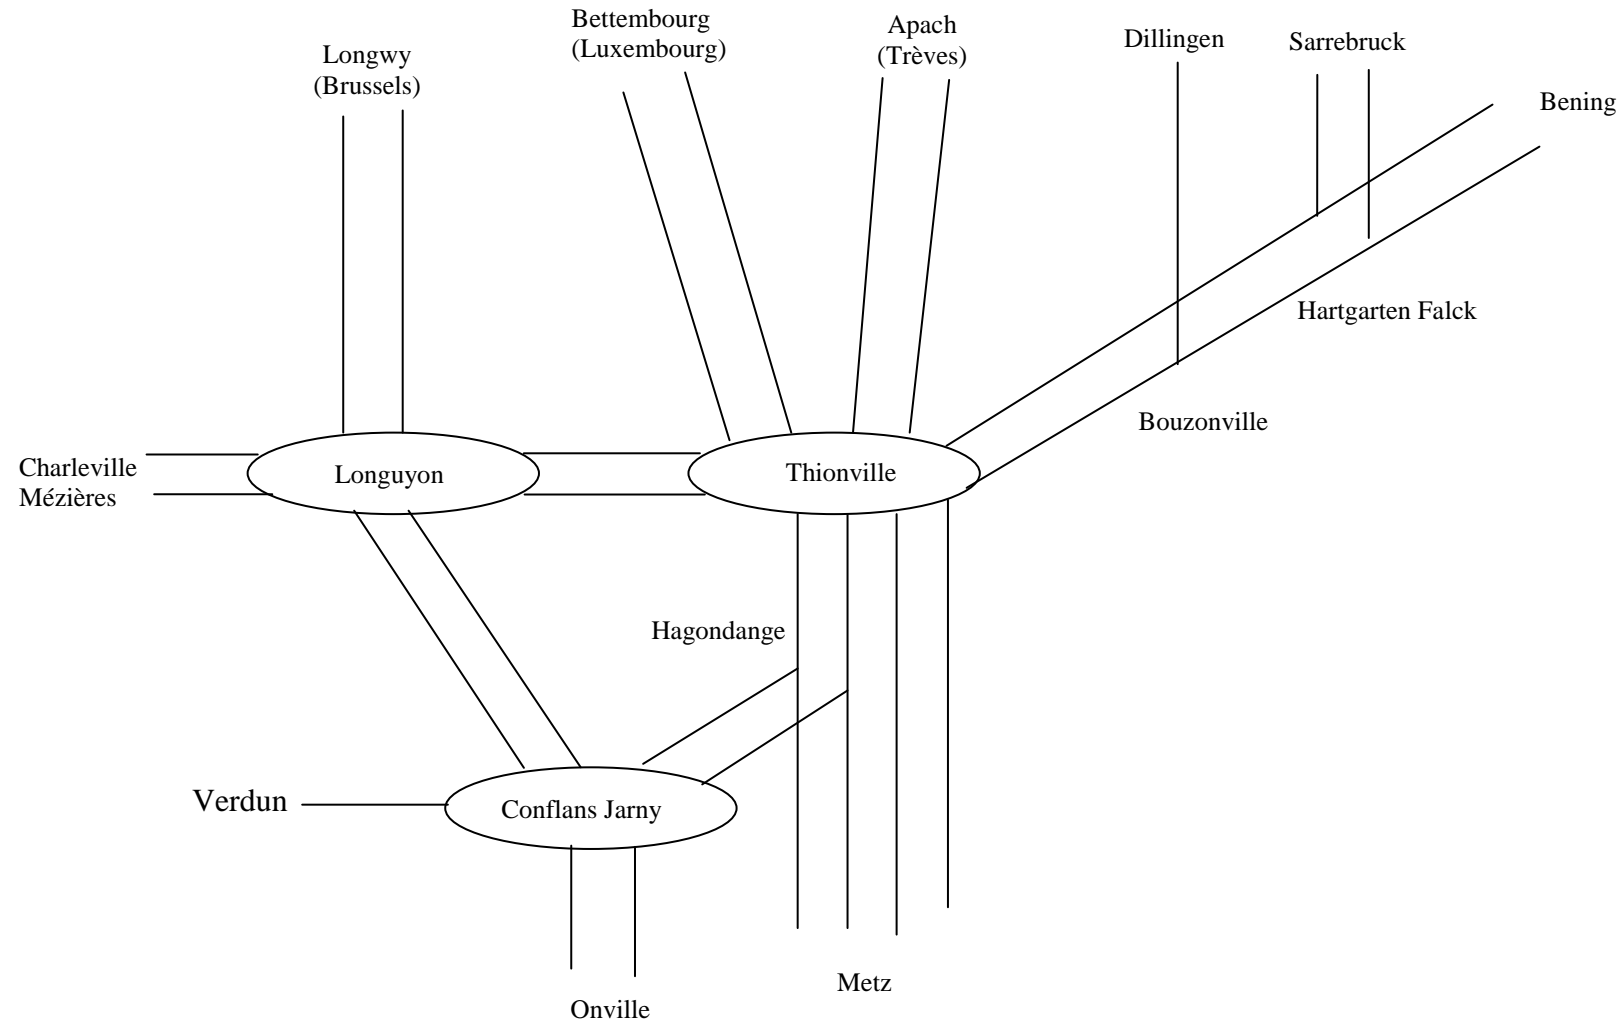 Bettembourg
(Luxembourg)
Apach
(Trèves)
Dillingen
Sarrebruck
Longwy
(Brussels)
Bening
Hartgarten Falck
Bouzonville
Charleville
Mézières
Longuyon
Thionville
Hagondange
Verdun
Conflans Jarny
Metz
Onville